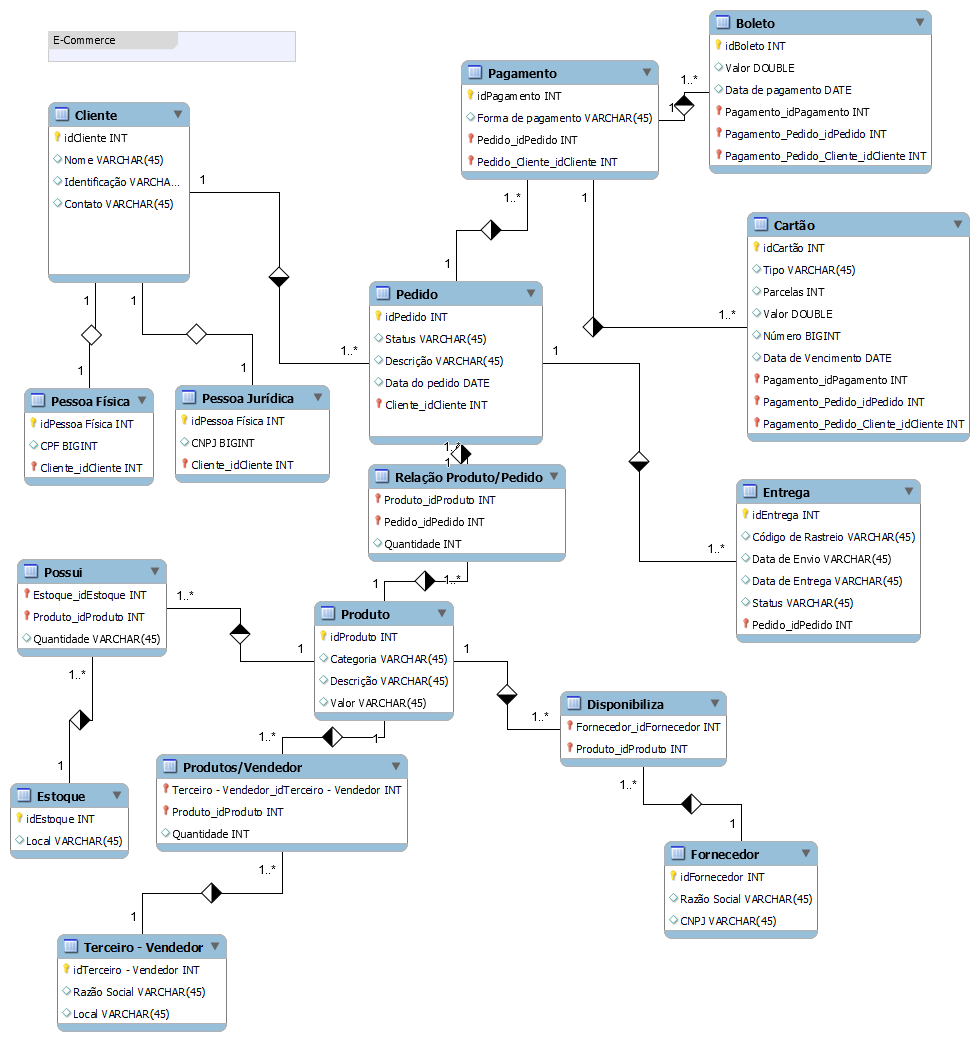 E-Commerce
Cliente
idCliente INT
Nome VARCHAR(45)
Identificação VARCHA...
Contato VARCHAR(45)
Pagamento
idPagamento INT
Forma de pagamento VARCHAR(45)
Pedido_idPedido INT
Pedido_Cliente_idCliente INT
Boleto
idBoleto INT
Valor DOUBLE
Data de pagamento DATE
Pagamento_idPagamento INT
Pagamento_Pedido_idPedido INT
Pagamento_Pedido_Cliente_idCliente INT
1..*
1
1
1..*
1
1
1..*
Cartão
idCartão INT
Tipo VARCHAR(45)
Parcelas INT
Valor DOUBLE
Número BIGINT
Data de Vencimento DATE
Pagamento_idPagamento INT
Pagamento_Pedido_idPedido INT
Pagamento_Pedido_Cliente_idCliente INT
Pedido
idPedido INT
Status VARCHAR(45)
Descrição VARCHAR(45)
Data do pedido DATE
Cliente_idCliente INT
1
1
1..*
1
1
1
Pessoa Física
idPessoa Física INT
CPF BIGINT
Cliente_idCliente INT
Pessoa Jurídica
idPessoa Física INT
CNPJ BIGINT
Cliente_idCliente INT
1..*
1
Relação Produto/Pedido
Produto_idProduto INT
Pedido_idPedido INT
Quantidade INT
Entrega
idEntrega INT
Código de Rastreio VARCHAR(45)
Data de Envio VARCHAR(45)
Data de Entrega VARCHAR(45)
Status VARCHAR(45)
Pedido_idPedido INT
1..*
Possui
Estoque_idEstoque INT
Produto_idProduto INT
Quantidade VARCHAR(45)
1..*
1
1..*
1
Produto
idProduto INT
Categoria VARCHAR(45)
Descrição VARCHAR(45)
Valor VARCHAR(45)
1
1..*
Disponibiliza
Fornecedor_idFornecedor INT
Produto_idProduto INT
1..*
1
1..*
1
Produtos/Vendedor
Terceiro - Vendedor_idTerceiro - Vendedor INT
Produto_idProduto INT
Quantidade INT
Estoque
idEstoque INT
Local VARCHAR(45)
1..*
1
Fornecedor
idFornecedor INT
Razão Social VARCHAR(45)
CNPJ VARCHAR(45)
1..*
1
Terceiro - Vendedor
idTerceiro - Vendedor INT
Razão Social VARCHAR(45)
Local VARCHAR(45)